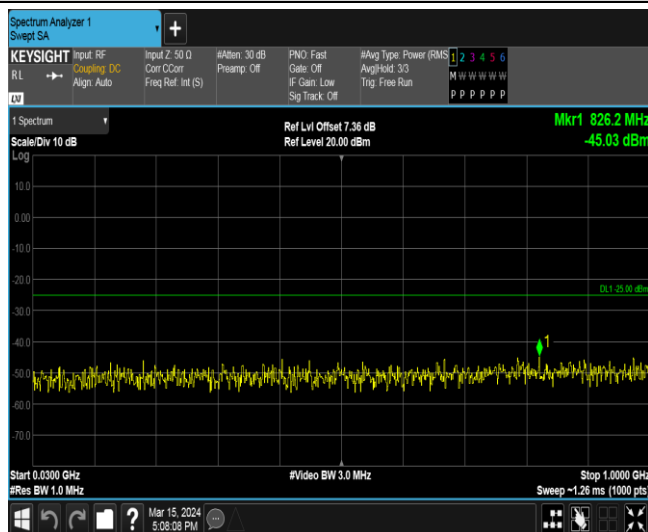 Spectrum Analyzer 1
Swept SA
+
KEYSIGHT
RL
LXI
Input: RF
Coupling: DC
Align: Auto
Input Z: 50 Ω
Corr CCorr
Freq Ref: Int (S)
#Atten: 30 dB
Preamp: Off
PNO: Fast
Gate: Off
IF Gain: Low
Sig Track: Off
#Avg Type: Power (RMS
Avg|Hold: 3/3
Trig: Free Run
1 2 3 4 5 6
M W W W W W
P P P P P P
1 Spectrum
Scale/Div 10 dB
Log
Ref Lvl Offset 7.36 dB
Ref Level 20.00 dBm
Mkr1 826.2 MHz
-45.03 dBm
10.0
0.00
-10.0
-20.0
DL1 -25.00 dBm
-30.0
-40.0
1
-50.0
-60.0
-70.0
Start 0.0300 GHz
#Res BW 1.0 MHz
#Video BW 3.0 MHz
Stop 1.0000 GHz
Sweep ~1.26 ms (1000 pts)
?
Mar 15, 2024
5:08:08 PM